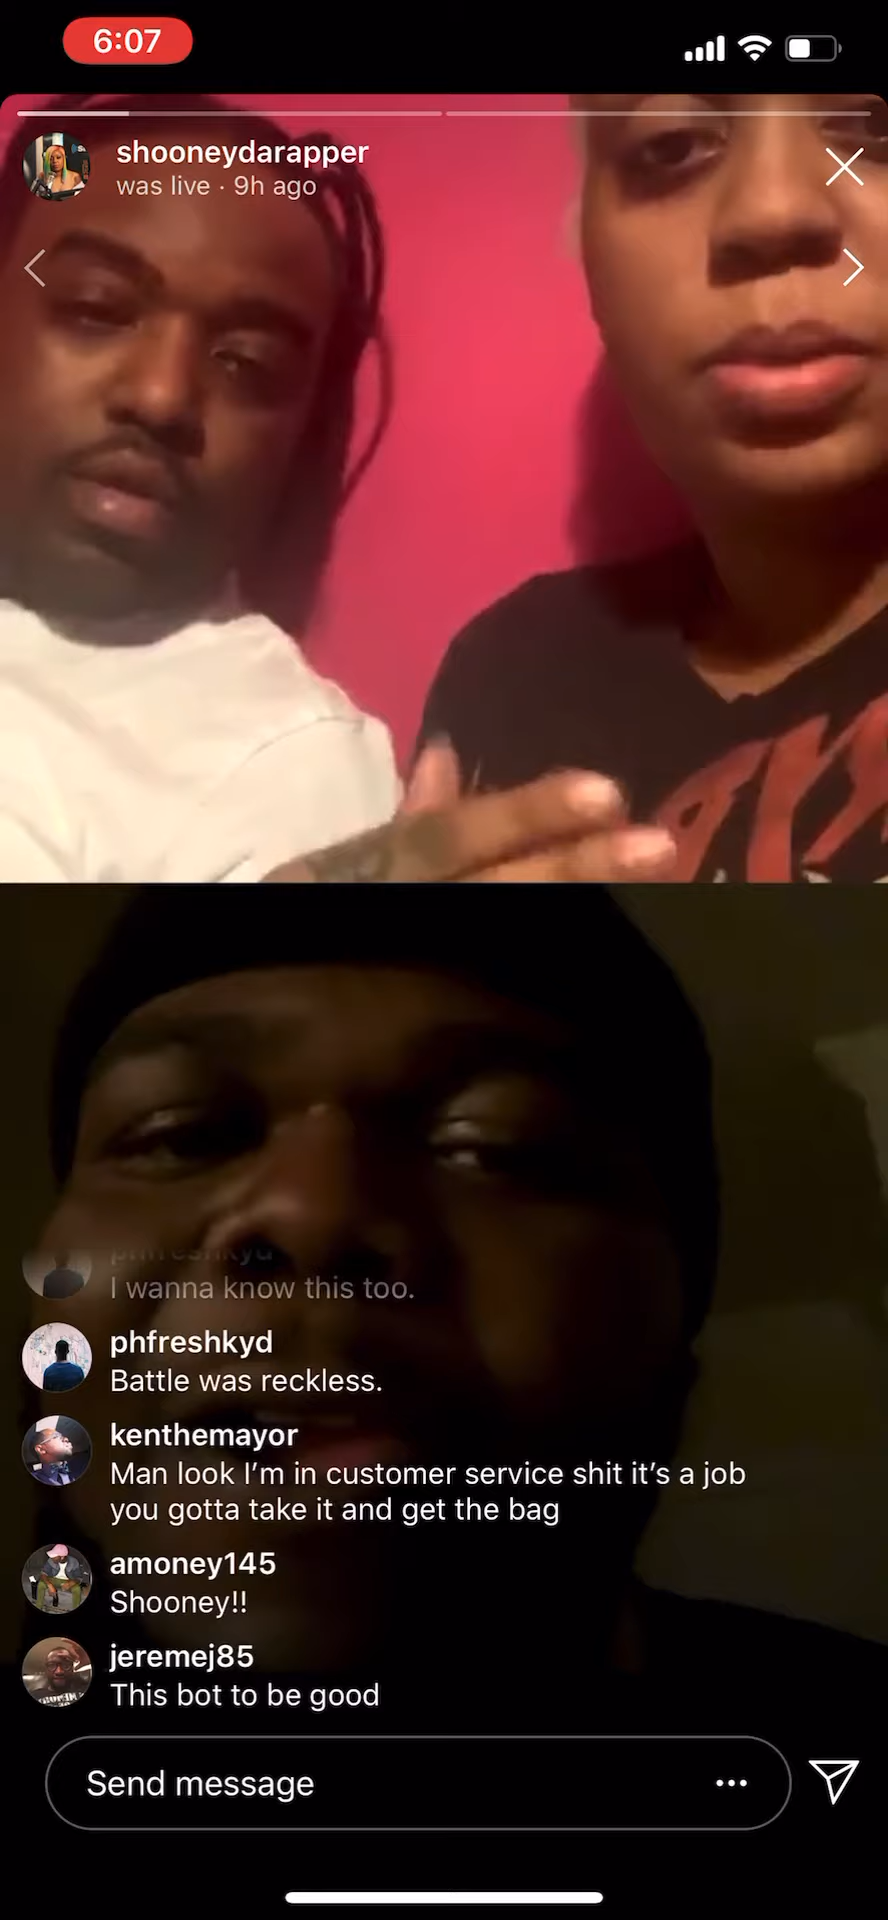 6:07
shooneydarapper
was live · 9h ago
phfreshkyd
I wanna know this too.
phfreshkyd
Battle was reckless.
kenthemayor
Man look I'm in customer service shit it's a job
you gotta take it and get the bag
amoney145
Shooney!!
jeremej85
This bot to be good
Send message